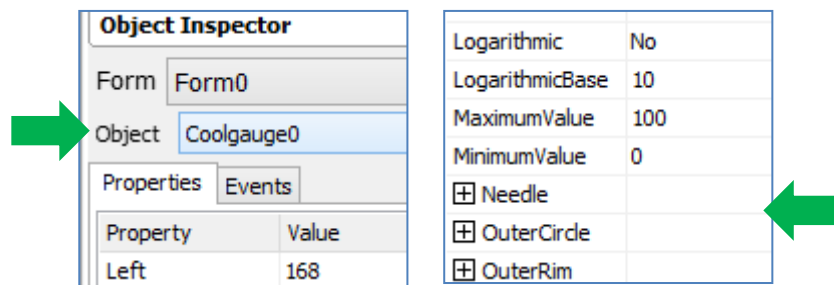 Object Inspector
Form Form0
Object Coolgauge0
Properties Events
Property Value
Left 168
Logarithmic No
LogarithmicBase 10
MaximumValue 100
MinimumValue 0
Needle
OuterCircle
OuterRim